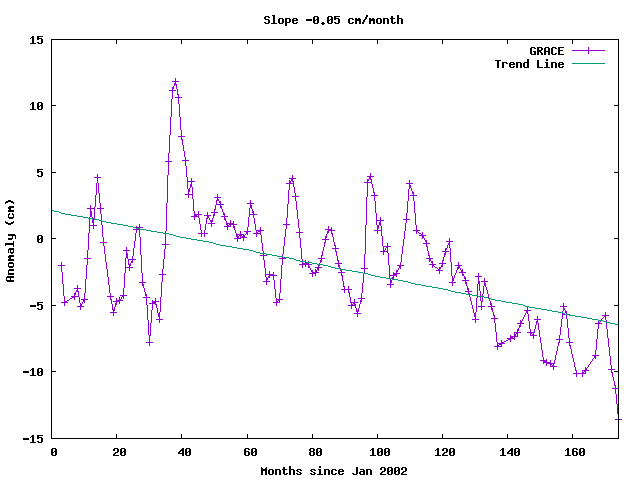 Slope -0.05 cm/month
GRACE
Trend Line
15
10
5
0
-5
-10
-15
Anomaly (cm)
0 20 40 60 80 100 120 140 160
Months since Jan 2002